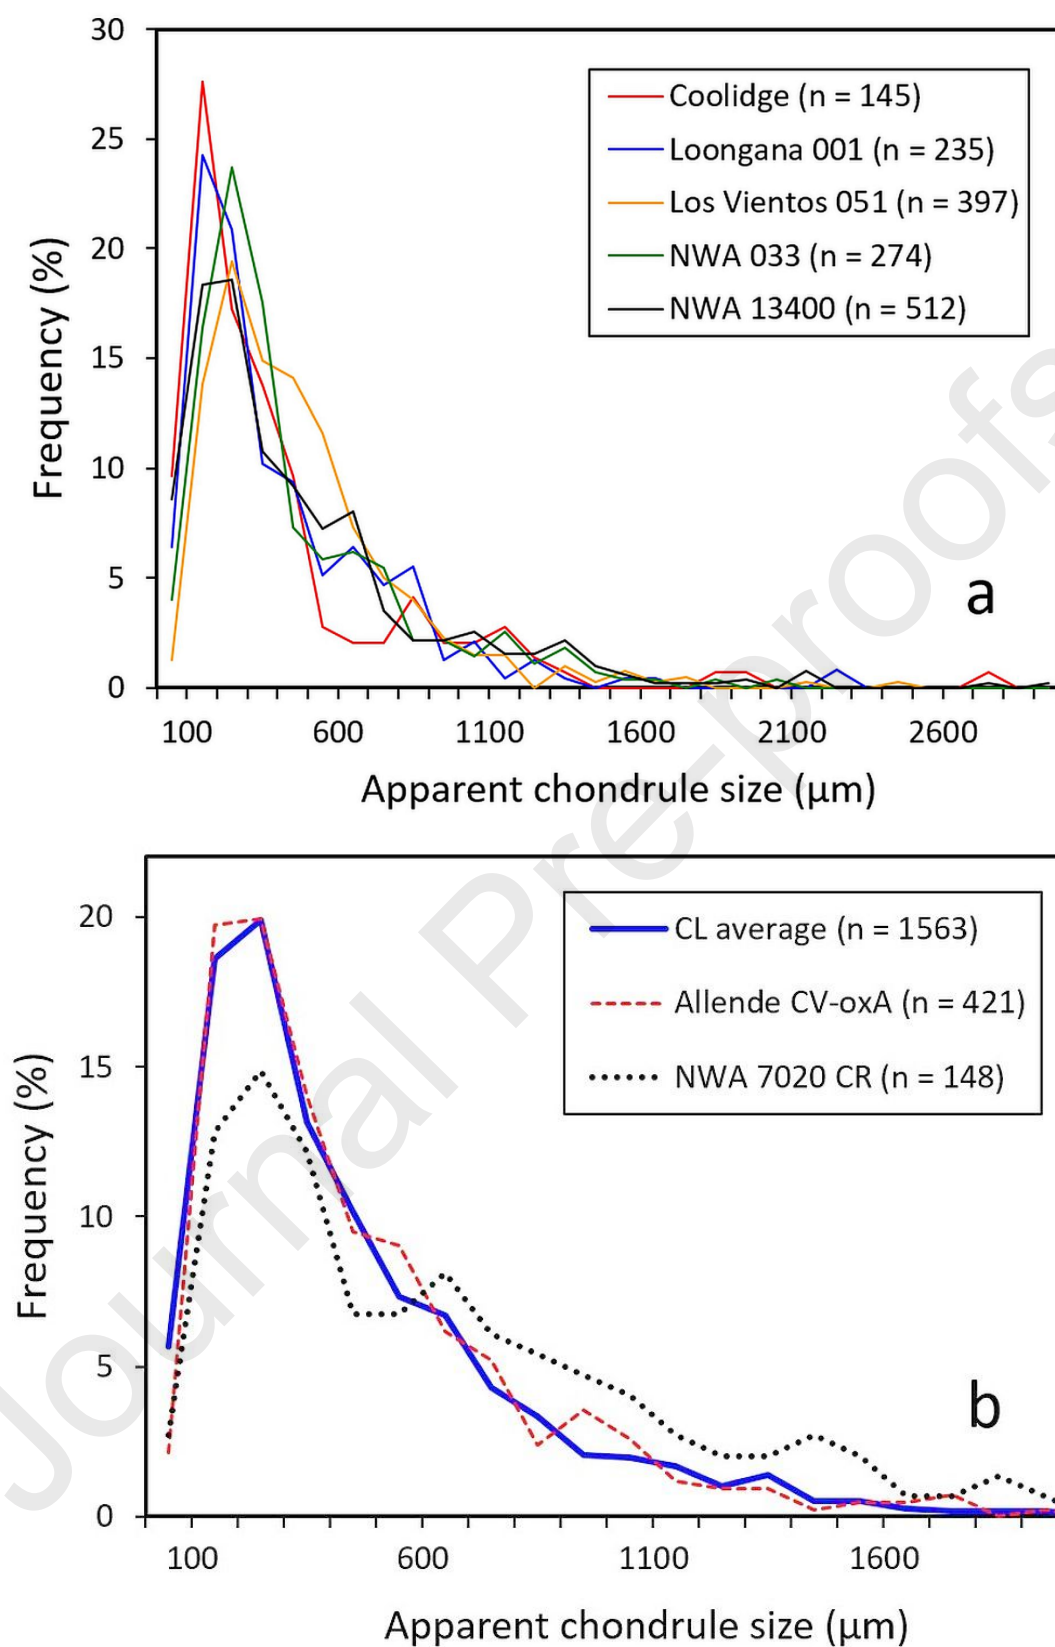 30
25
20
15
10
5
0
Frequency (%)
Coolidge (n = 145)
Loongana 001 (n = 235)
Los Vientos 051 (n = 397)
NWA 033 (n = 274)
NWA 13400 (n = 512)
a
100 600 1100 1600 2100 2600
Apparent chondrule size (µm)
20
15
10
5
0
Frequency (%)
CL average (n = 1563)
Allende CV-oxA (n = 421)
NWA 7020 CR (n = 148)
b
100 600 1100 1600
Apparent chondrule size (µm)
Journal Pre-proofs